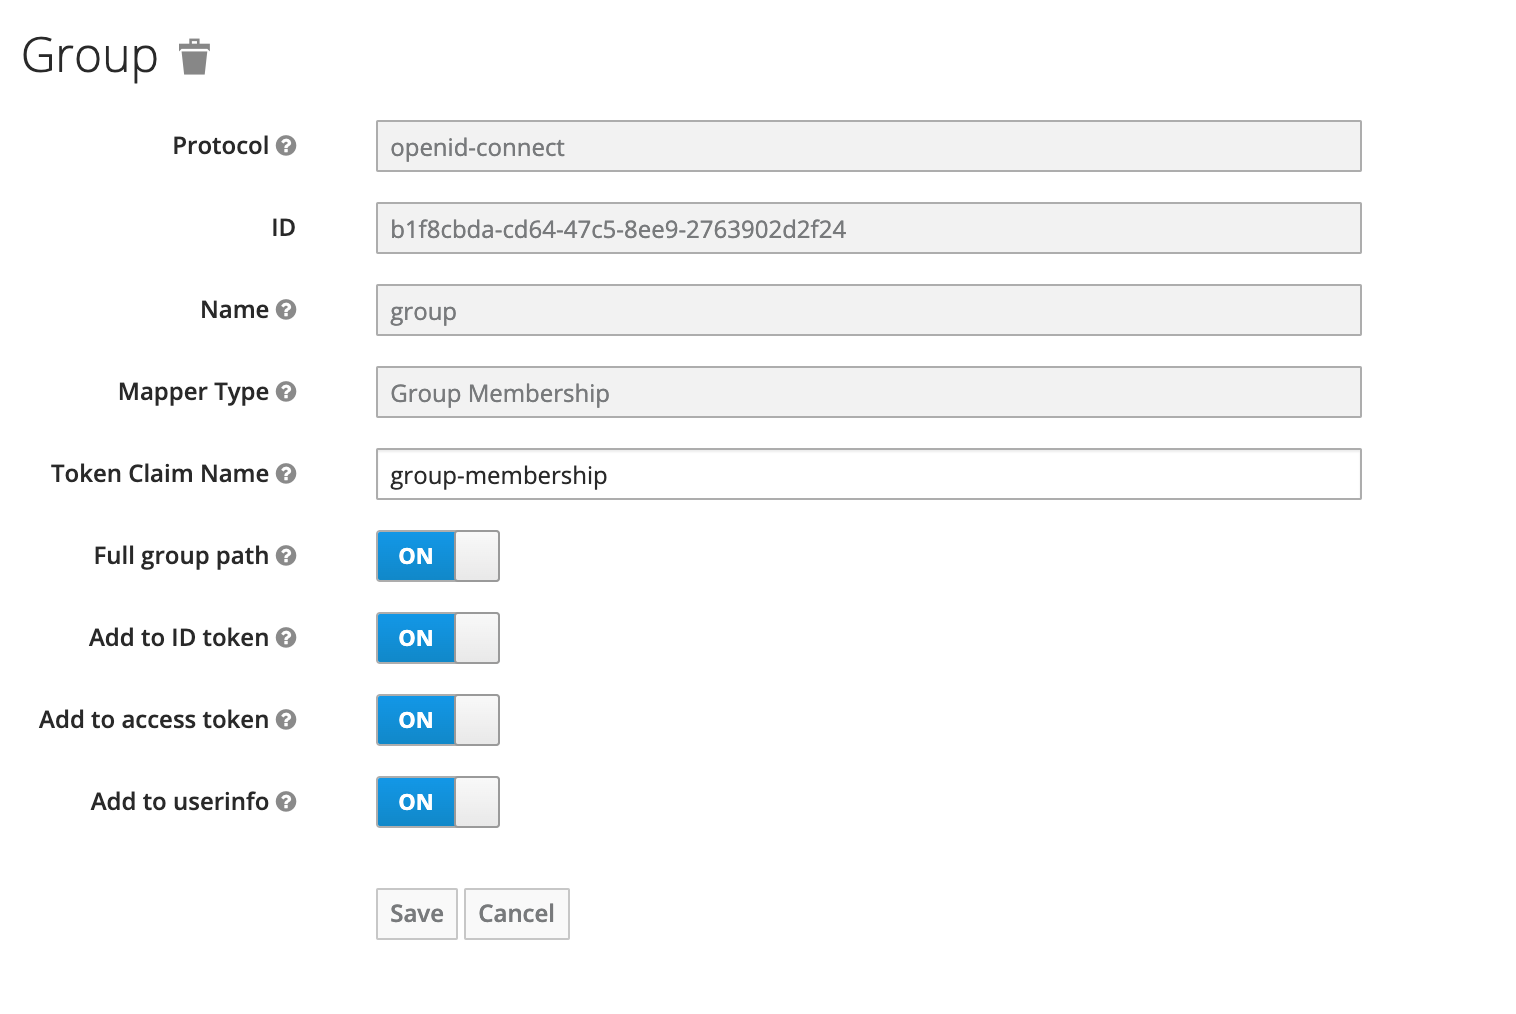 Group
Protocol
openid-connect
ID
b1f8cbda-cd64-47c5-8ee9-2763902d2f24
Name
group
Mapper Type
Group Membership
Token Claim Name
group-membership
Full group path
ON
Add to ID token
ON
Add to access token
ON
Add to userinfo
ON
Save Cancel